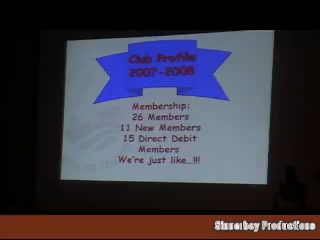 Club Profile
2007-2008
Membership:
26 Members
11 New Members
15 Direct Debit
Members
We're just like...!!!
Sinnerboy Productions